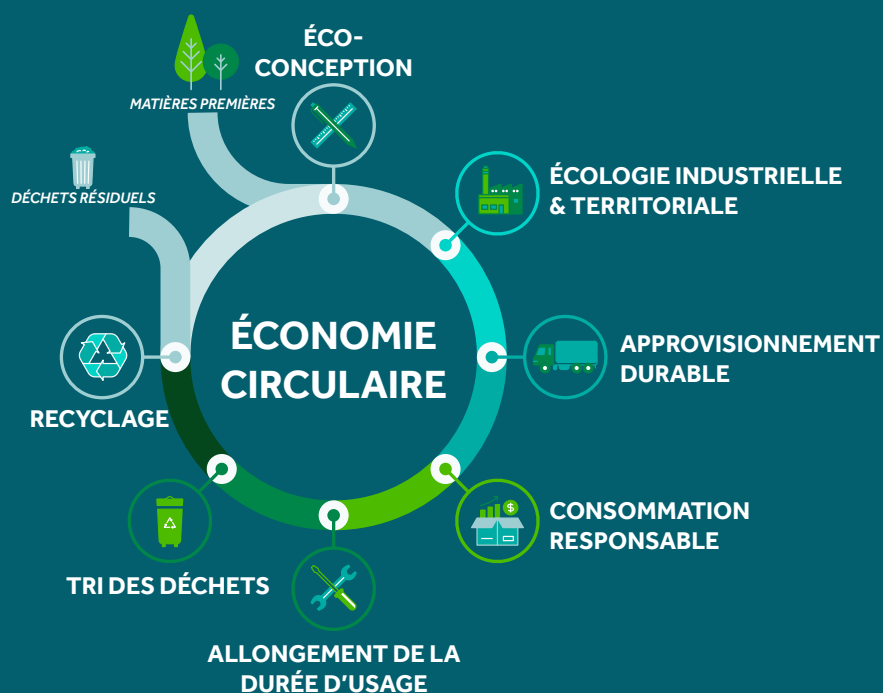 ÉCO-
CONCEPTION
MATIÈRES PREMIÈRES
DÉCHETS RÉSIDUELS
ÉCOLOGIE INDUSTRIELLE
& TERRITORIALE
ÉCONOMIE
CIRCULAIRE
APPROVISIONNEMENT
DURABLE
RECYCLAGE
CONSOMMATION
RESPONSABLE
$
TRI DES DÉCHETS
ALLONGEMENT DE LA
DURÉE D'USAGE